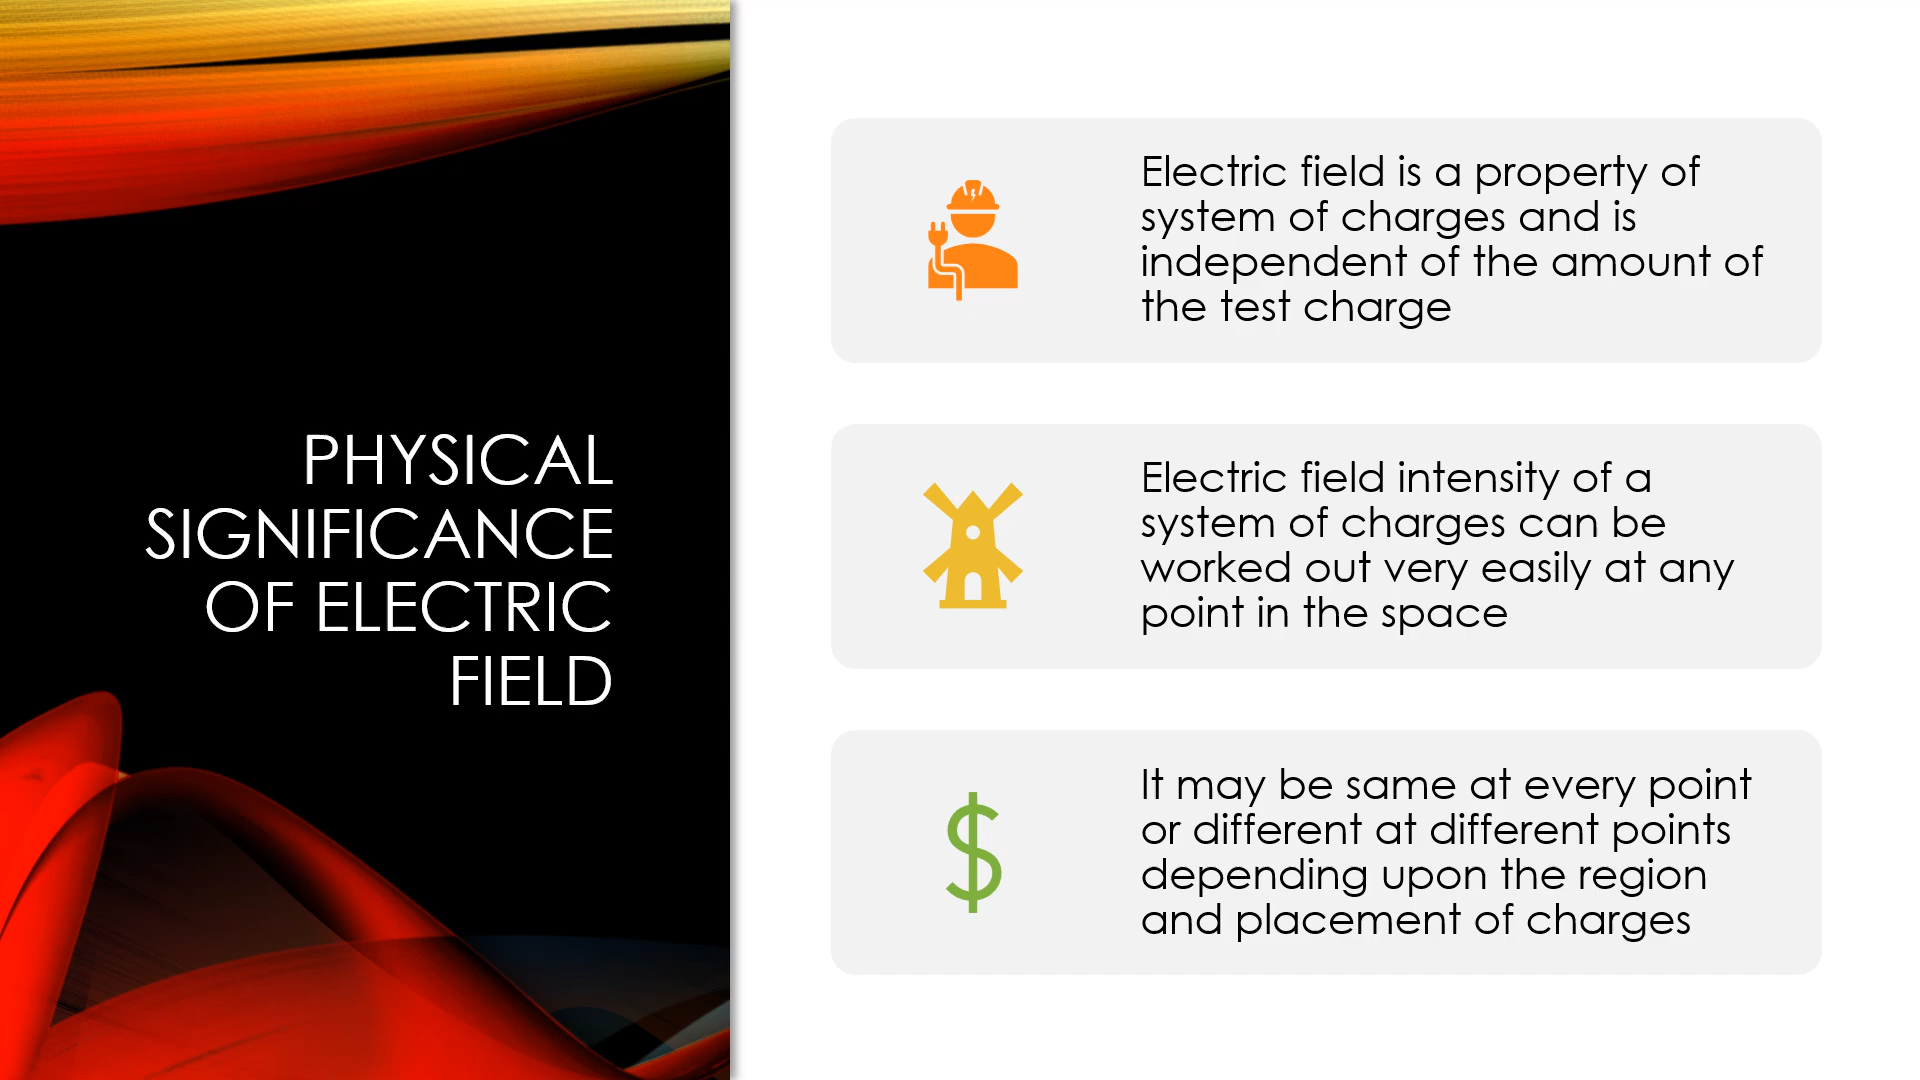 PHYSICAL
SIGNIFICANCE
OF ELECTRIC
FIELD
Electric field is a property of
system of charges and is
independent of the amount of
the test charge
Electric field intensity of a
system of charges can be
worked out very easily at any
point in the space
$
It may be same at every point
or different at different points
depending upon the region
and placement of charges